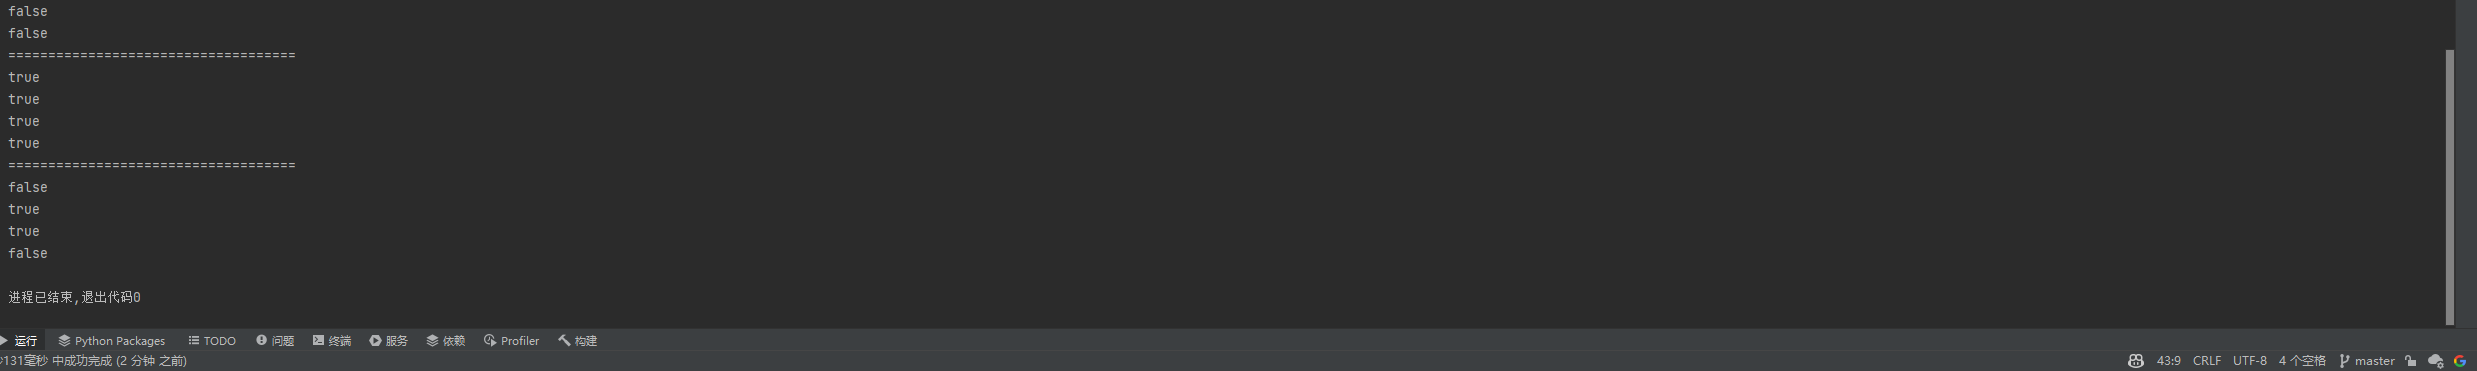 false
false
====================================
true
true
true
true
====================================
false
true
true
false
进程已结束,退出代码0
运行 Python Packages TODO 问题 终端 服务 依赖 Profiler 构建
131毫秒 中成功完成 (2 分钟 之前) 43:9 CRLF UTF-8 4 个空格 master